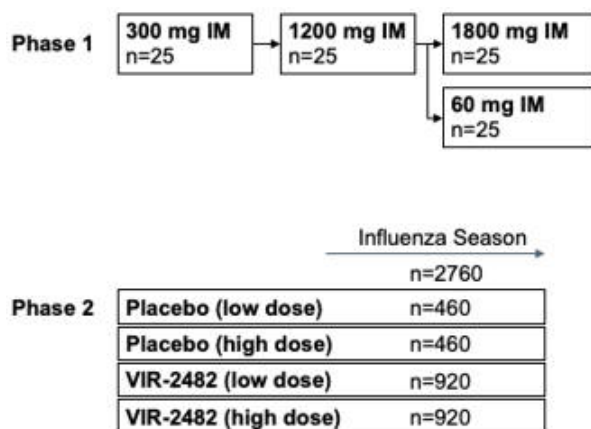 Phase 1
300 mg IM
n=25
1200 mg IM
n=25
1800 mg IM
n=25
60 mg IM
n=25
Influenza Season
n=2760
Phase 2
Placebo (low dose) n=460
Placebo (high dose) n=460
VIR-2482 (low dose) n=920
VIR-2482 (high dose) n=920